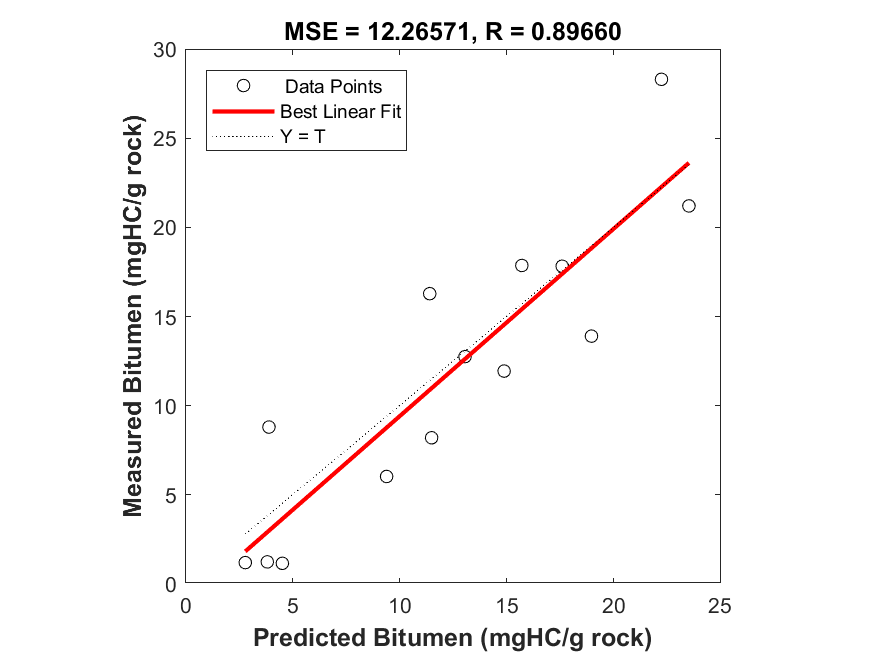 MSE = 12.26571, R = 0.89660
30
25
20
15
10
5
0
Measured Bitumen (mgHC/g rock)
Data Points
Best Linear Fit
Y = T
0 5 10 15 20 25
Predicted Bitumen (mgHC/g rock)